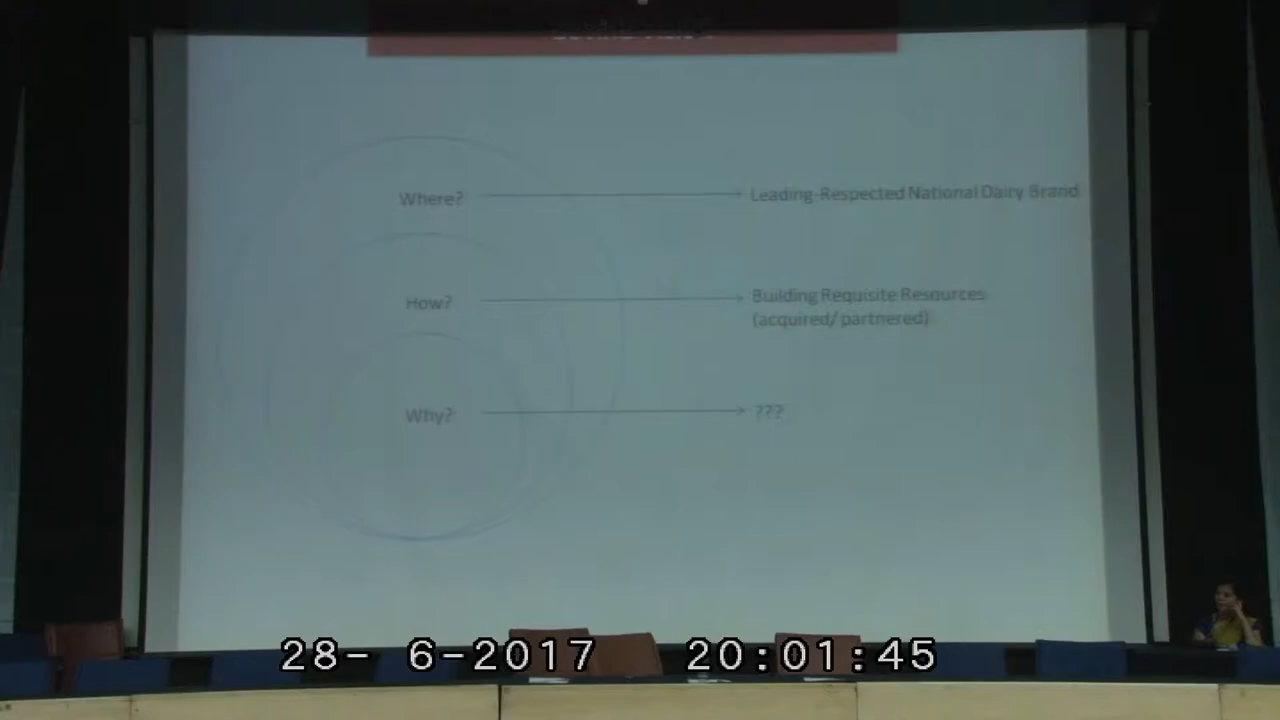 Where?
Leading-Respected National Dairy Brand
How?
Building Requisite Resources
(acquired/ partnered)
Why?
???
28- 6-2017 20:01:45